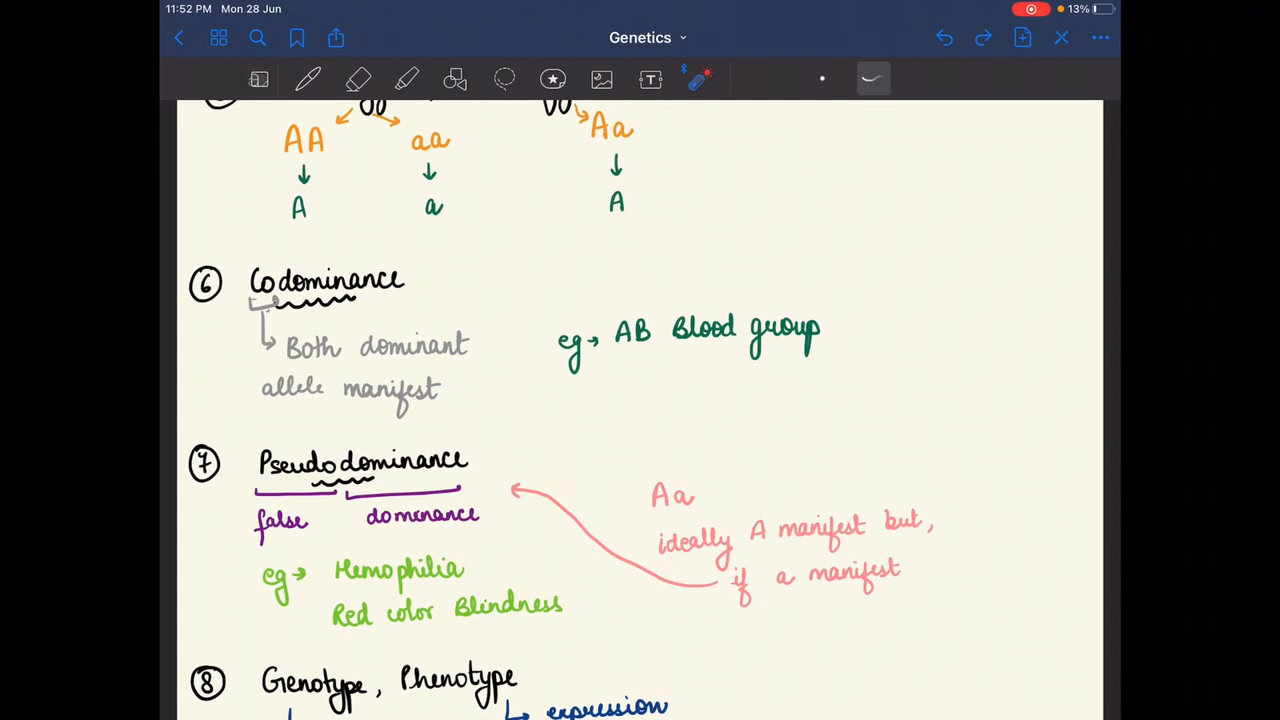 11:52 PM Mon 28 Jun
13%
Genetics
AA aa Aa
A a A
6 Codominance
Both dominant
allele manifest
eg → AB Blood group
7 Pseudodominance
false dominance
eg → Hemophilia
Red color Blindness
Aa
ideally A manifest but,
if a manifest
8 Genotype, Phenotype
expression